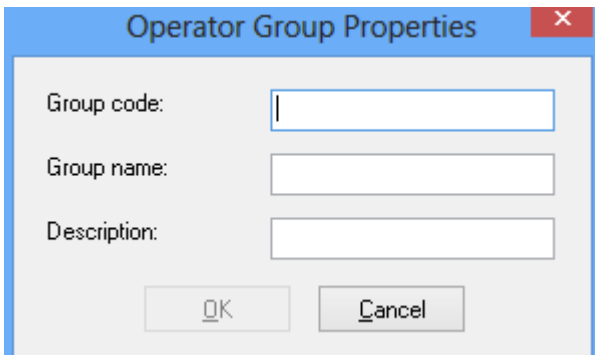 Operator Group Properties
Group code:
Group name:
Description:
OK Cancel